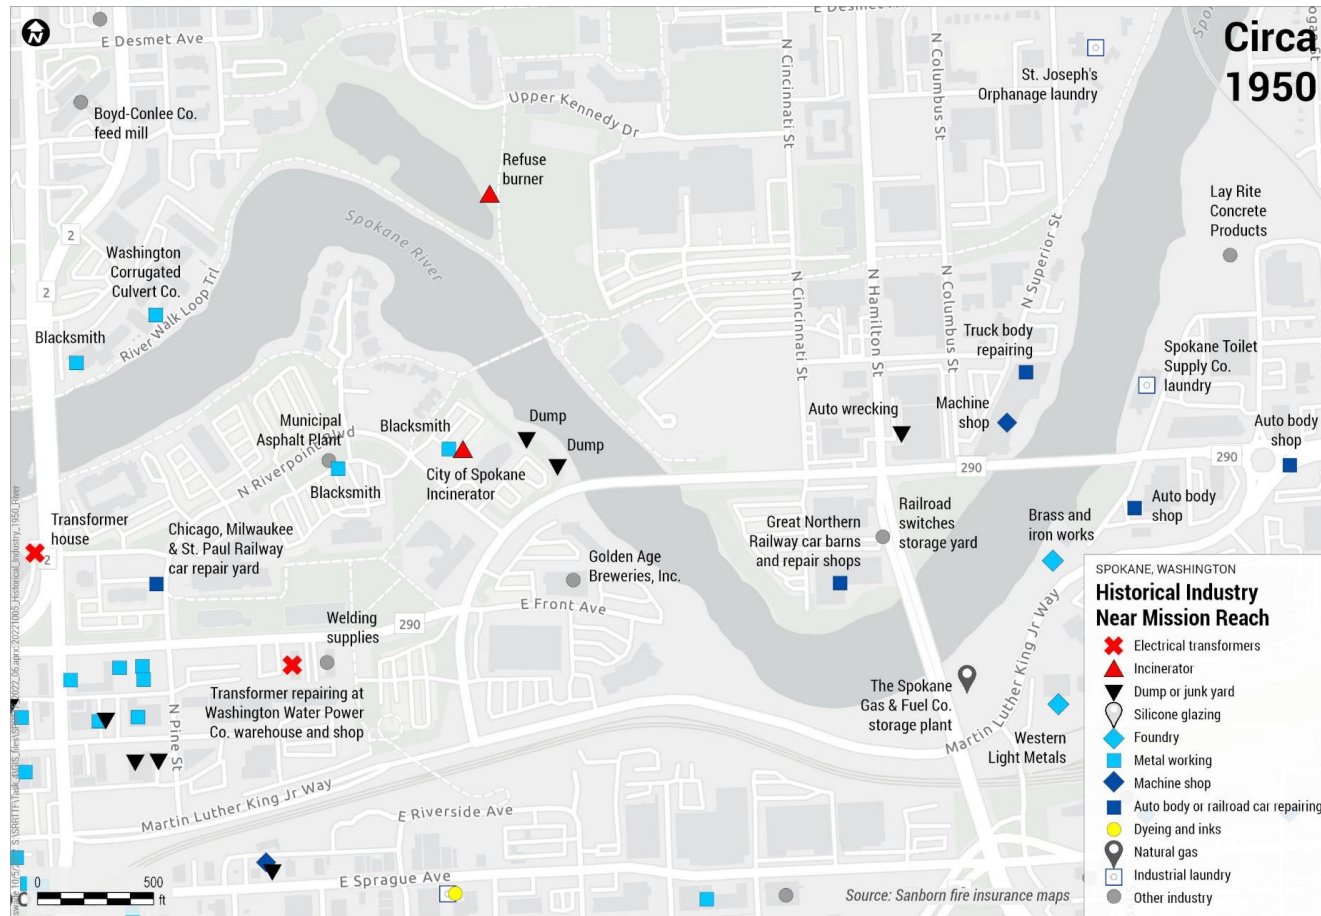 Circa
1950
E Desmet Ave
E Desmet Ave
Boyd-Conlee Co.
feed mill
Upper Kennedy Dr
N Cincinnati St
N Columbus St
St. Joseph's
Orphanage laundry
Refuse
burner
Spokane River
Lay Rite
Concrete
Products
2
2
2
Washington
Corrugated
Culvert Co.
River Walk Loop Trl
Blacksmith
N Cincinnati St
N Hamilton St
N Columbus St
N Superior St
Truck body
repairing
Spokane Toilet
Supply Co.
laundry
Municipal
Asphalt Plant
N Riverpoint Blvd
Blacksmith
Blacksmith
City of Spokane
Incinerator
Dump
Dump
Auto wrecking
Machine
shop
Auto body
shop
290
290
Transformer
house
Chicago, Milwaukee
& St. Paul Railway
car repair yard
Golden Age
Breweries, Inc.
Great Northern
Railway car barns
and repair shops
Railroad
switches
storage yard
Brass and
iron works
Auto body
shop
E Front Ave
290
Welding
supplies
Transformer repairing at
Washington Water Power
Co. warehouse and shop
N Pine St
The Spokane
Gas & Fuel Co.
storage plant
Western
Light Metals
Martin Luther King Jr Way
Martin Luther King Jr Way
E Riverside Ave
E Sprague Ave
0 500
ft
Source: Sanborn fire insurance maps
SPOKANE, WASHINGTON
Historical Industry
Near Mission Reach
Electrical transformers
Incinerator
Dump or junk yard
Silicone glazing
Foundry
Metal working
Machine shop
Auto body or railroad car repairing
Dyeing and inks
Natural gas
Industrial laundry
Other industry
N